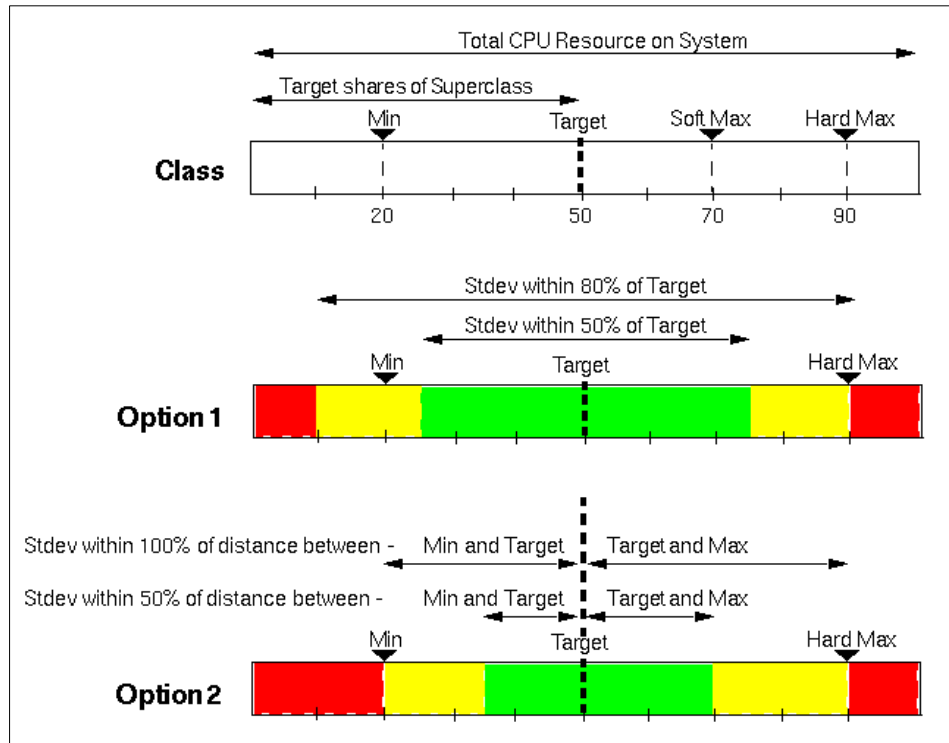 Total CPU Resource on System
Target shares of Superclass
Min Target Soft Max Hard Max
Class
20 50 70 90
Stdev within 80% of Target
Stdev within 50% of Target
Min Target Hard Max
Option 1
Stdev within 100% of distance between - Min and Target Target and Max
Stdev within 50% of distance between - Min and Target Target and Max
Min Target Hard Max
Option 2